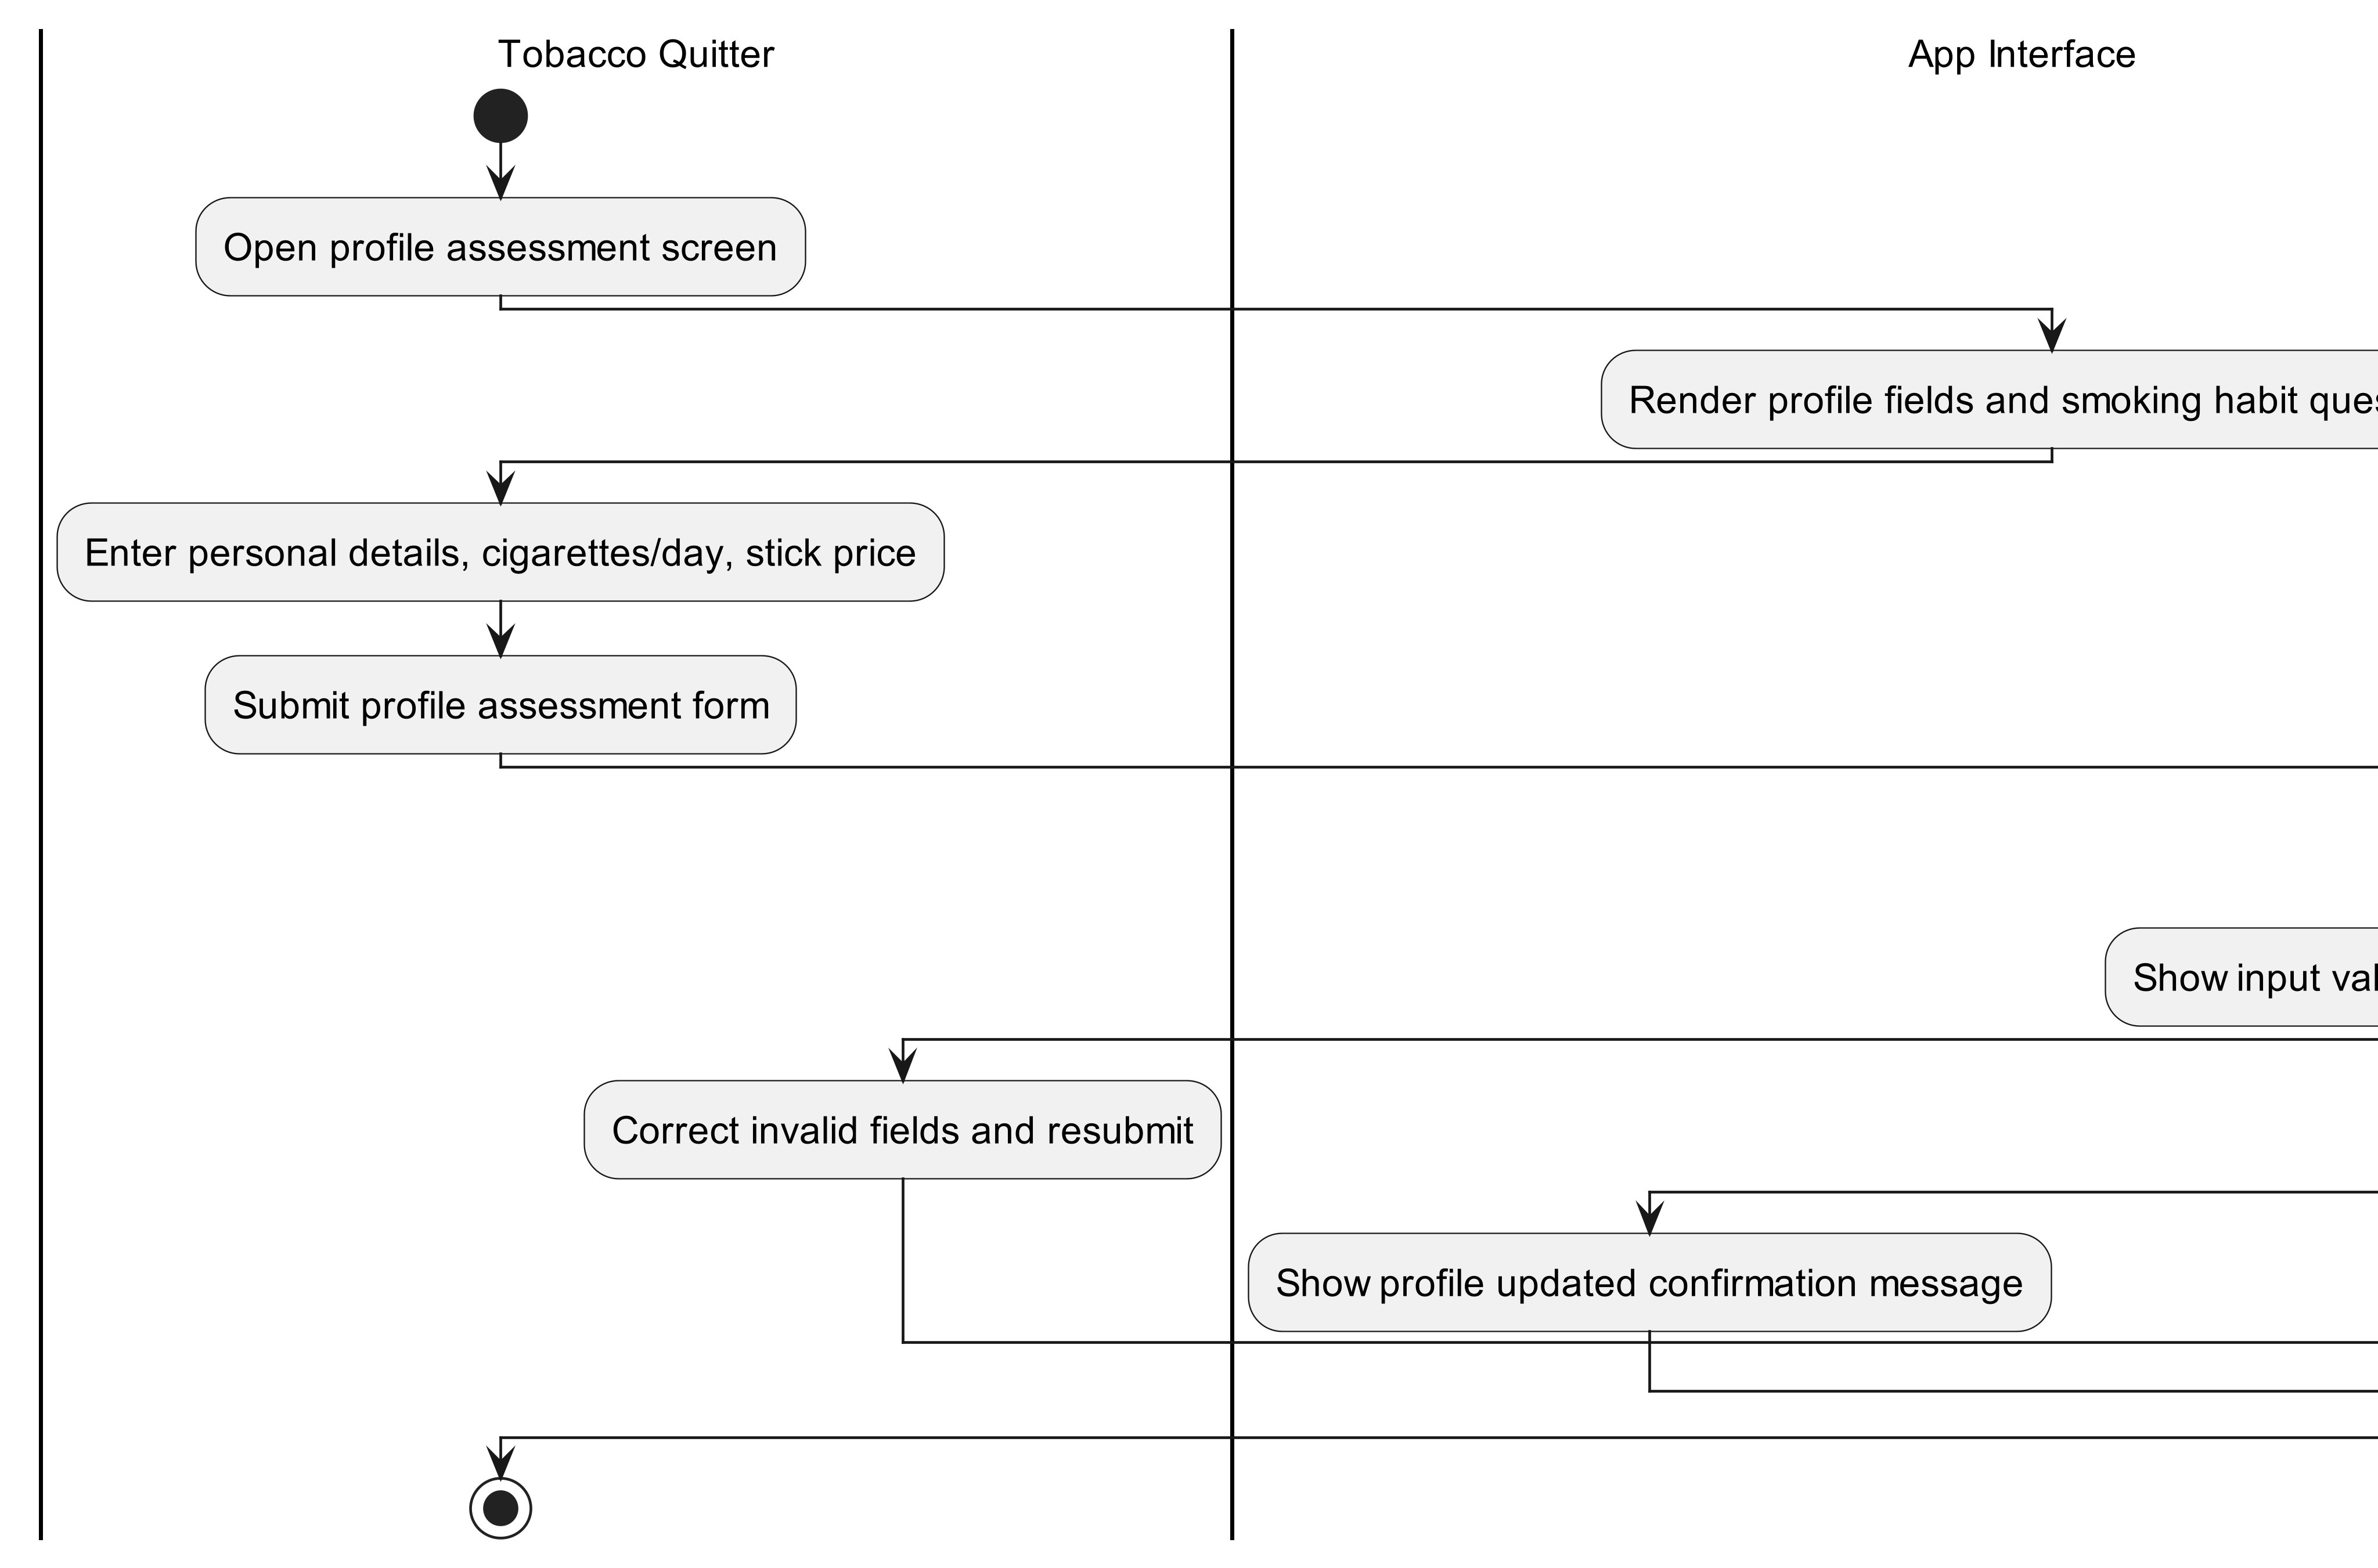 Tobacco Quitter
App Interface
Open profile assessment screen
Render profile fields and smoking habit
Enter personal details, cigarettes/day, stick price
Submit profile assessment form
Show input
Correct invalid fields and resubmit
Show profile updated confirmation message